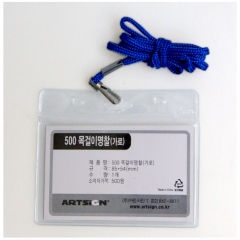 500 목걸이명찰(가로)
제 품 명 : 500 목걸이명찰(가로)
규 격 : 85×54(mm)
수 량 : 1개
소비자가격 : 500원
ARTSIGN
www.artsign.co.kr